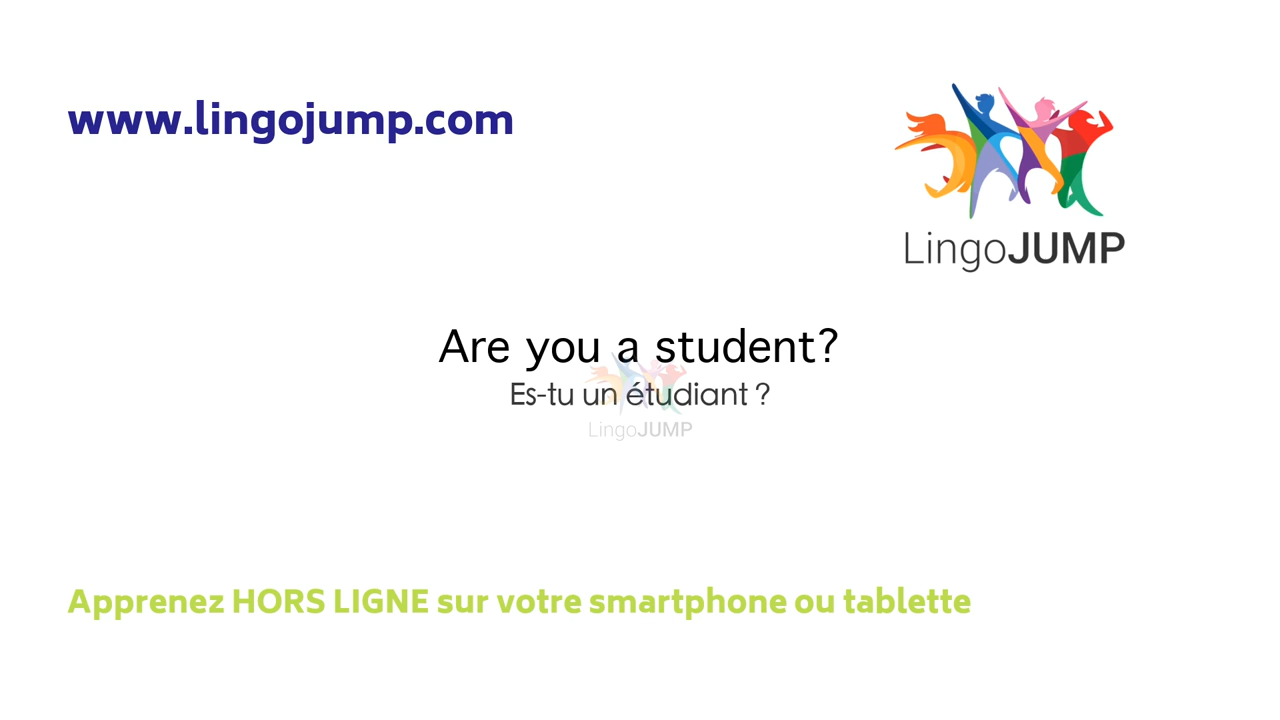 www.lingojump.com
LingoJUMP
Are you a student?
Es-tu un étudiant ?
LingoJUMP
Apprenez HORS LIGNE sur votre smartphone ou tablette